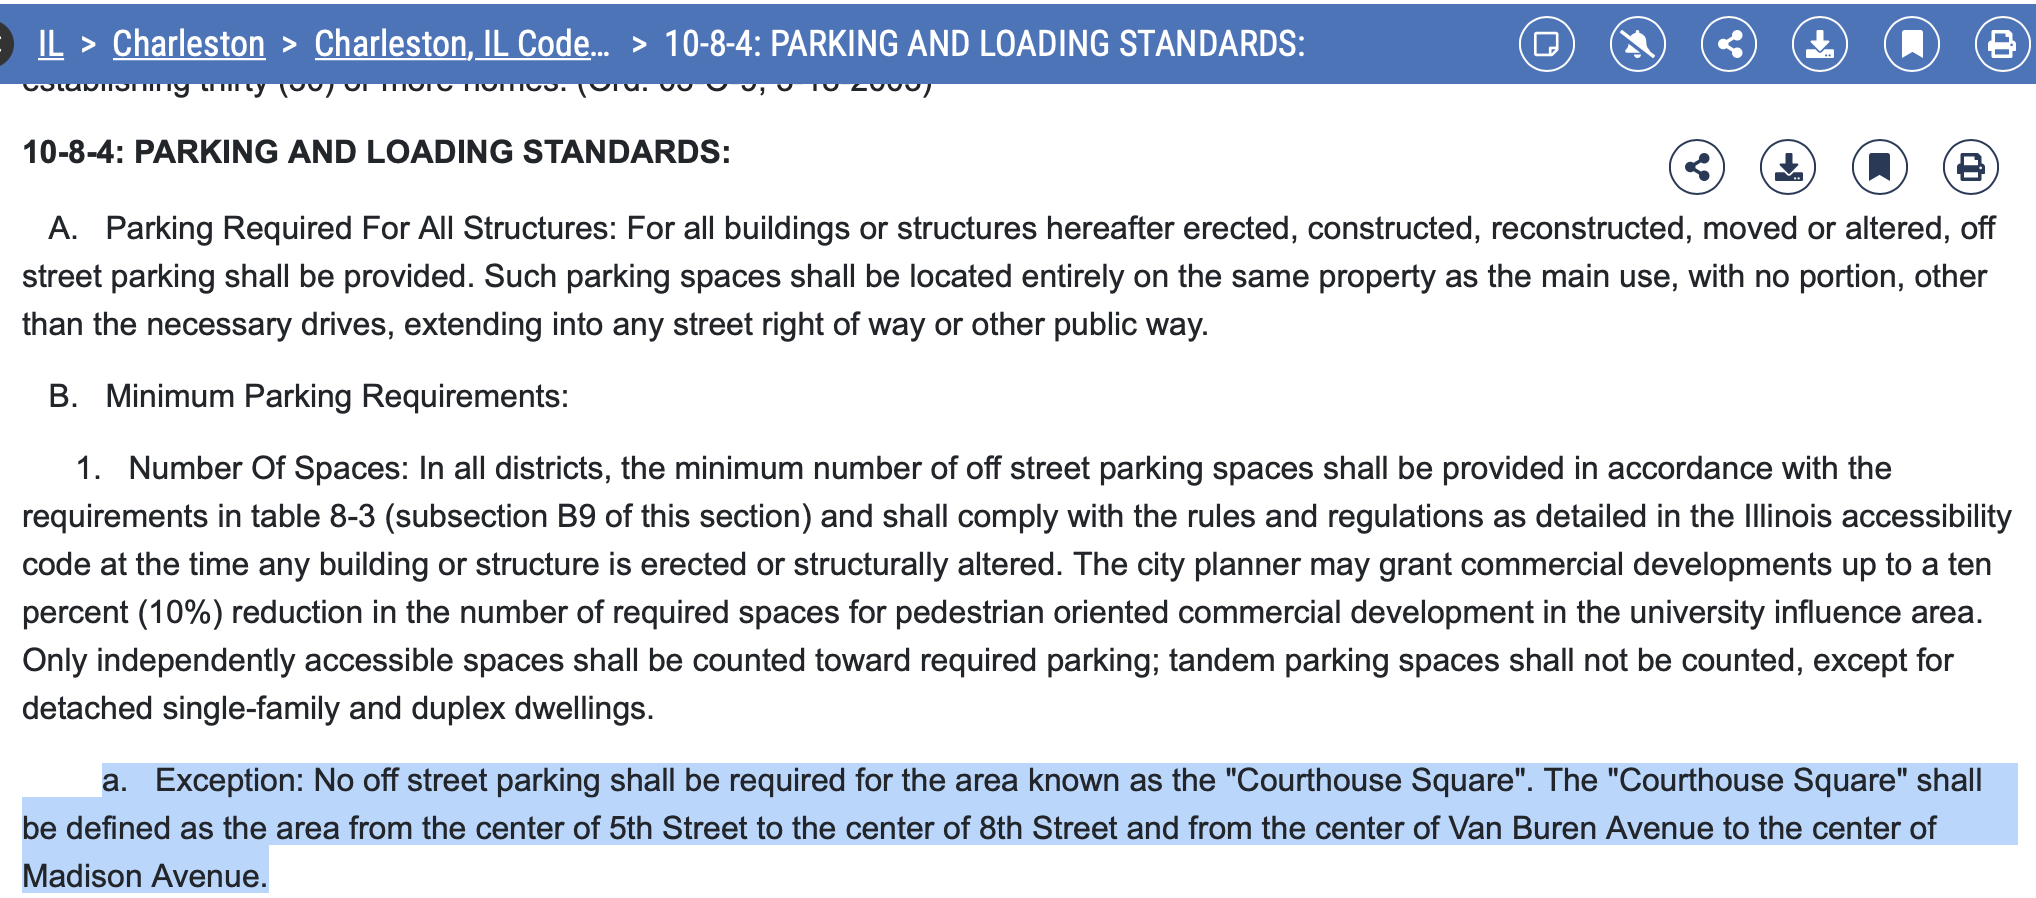 IL > Charleston > Charleston, IL Code... > 10-8-4: PARKING AND LOADING STANDARDS:
10-8-4: PARKING AND LOADING STANDARDS:
A. Parking Required For All Structures: For all buildings or structures hereafter erected, constructed, reconstructed, moved or altered, off
street parking shall be provided. Such parking spaces shall be located entirely on the same property as the main use, with no portion, other
than the necessary drives, extending into any street right of way or other public way.
B. Minimum Parking Requirements:
1. Number Of Spaces: In all districts, the minimum number of off street parking spaces shall be provided in accordance with the
requirements in table 8-3 (subsection B9 of this section) and shall comply with the rules and regulations as detailed in the Illinois accessibility
code at the time any building or structure is erected or structurally altered. The city planner may grant commercial developments up to a ten
percent (10%) reduction in the number of required spaces for pedestrian oriented commercial development in the university influence area.
Only independently accessible spaces shall be counted toward required parking; tandem parking spaces shall not be counted, except for
detached single-family and duplex dwellings.
a. Exception: No off street parking shall be required for the area known as the "Courthouse Square". The "Courthouse Square" shall
be defined as the area from the center of 5th Street to the center of 8th Street and from the center of Van Buren Avenue to the center of
Madison Avenue.